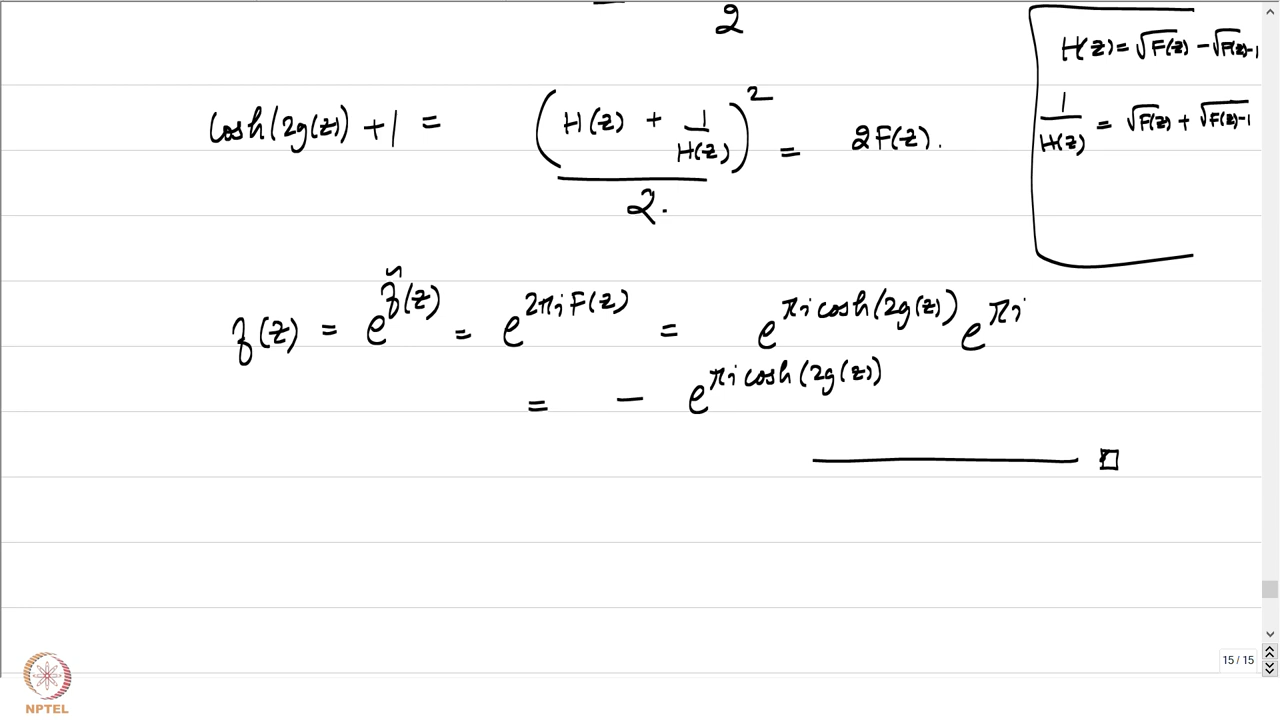 2
H(z) = √F(z) - √F(z)-1
cosh(2g(z)) + 1 = (H(z) + 1/H(z))² / 2. = 2F(z).
1/H(z) = √F(z) + √F(z)-1
f(z) = e^f̃(z) = e^2πiF(z) = e^πi cosh(2g(z)) e^πi
= - e^πi cosh(2g(z))
15 / 15
NPTEL